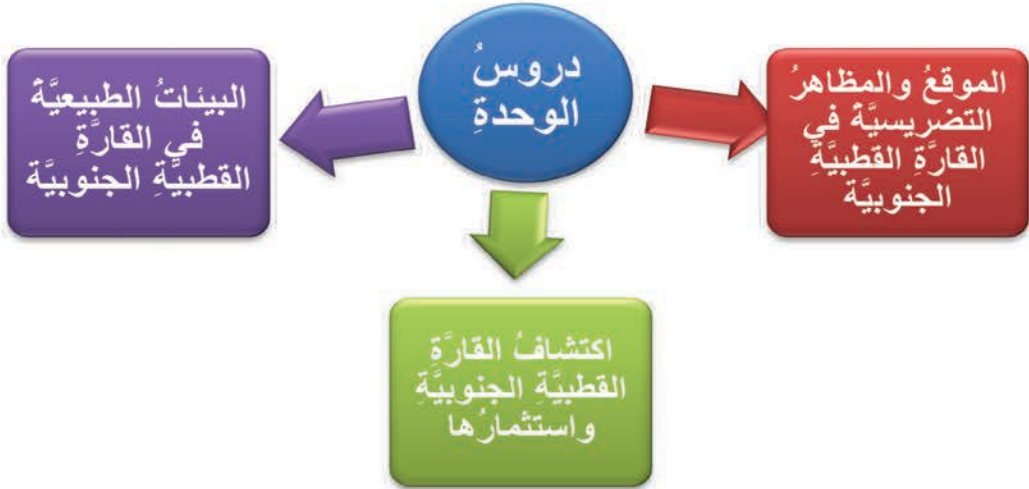 دروسُ
الوحدةِ
الموقعُ والمظاهرُ
التضريسيَّةُ في
القارَّةِ القطبيَّةِ
الجنوبيَّة
البيئاتُ الطبيعيَّةُ
في القارَّةِ
القطبيَّةِ الجنوبيَّة
اكتشافُ القارَّةِ
القطبيَّةِ الجنوبيَّةِ
واستثمارُها